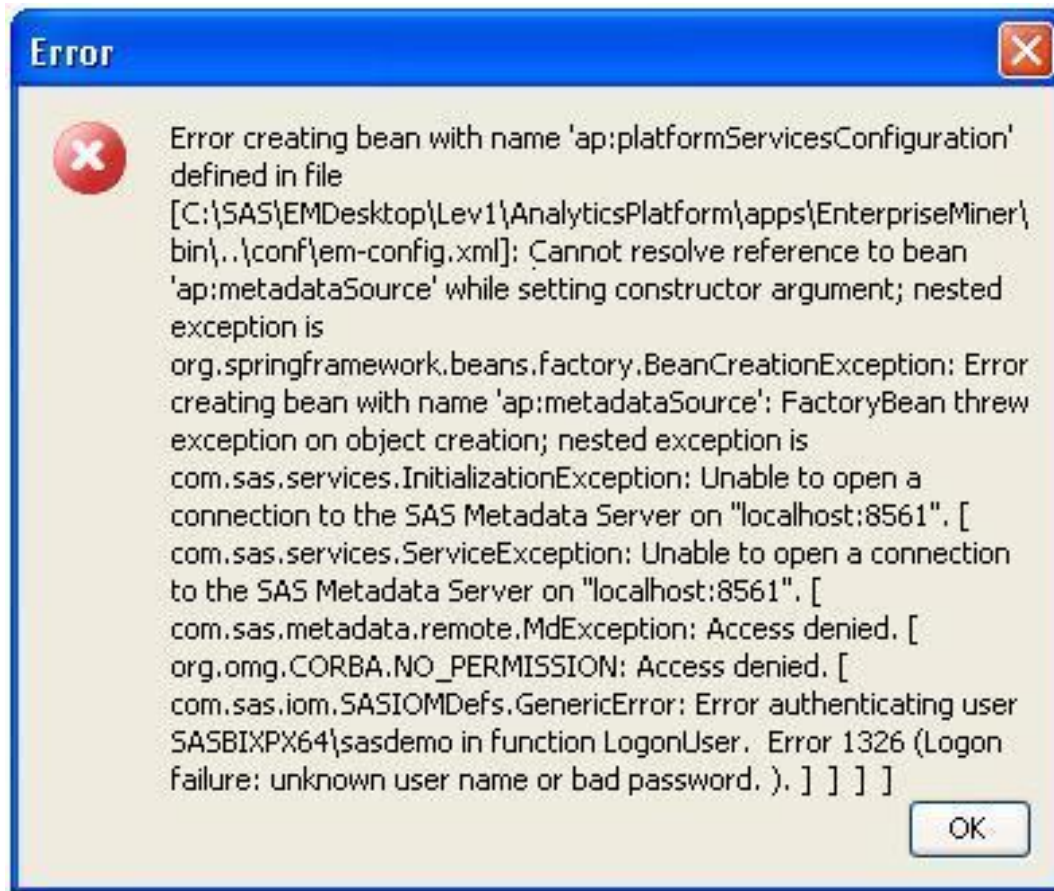 Error
Error creating bean with name 'ap:platformServicesConfiguration'
defined in file
[C:\SAS\EMDesktop\Lev1\AnalyticsPlatform\apps\EnterpriseMiner\
bin\..\conf\em-config.xml]: Cannot resolve reference to bean
'ap:metadataSource' while setting constructor argument; nested
exception is
org.springframework.beans.factory.BeanCreationException: Error
creating bean with name 'ap:metadataSource': FactoryBean threw
exception on object creation; nested exception is
com.sas.services.InitializationException: Unable to open a
connection to the SAS Metadata Server on "localhost:8561". [
com.sas.services.ServiceException: Unable to open a connection
to the SAS Metadata Server on "localhost:8561". [
com.sas.metadata.remote.MdException: Access denied. [
org.omg.CORBA.NO_PERMISSION: Access denied. [
com.sas.iom.SASIOMDefs.GenericError: Error authenticating user
SASBIXPX64\sasdemo in function LogonUser.  Error 1326 (Logon
failure: unknown user name or bad password. ). ] ] ] ]
OK